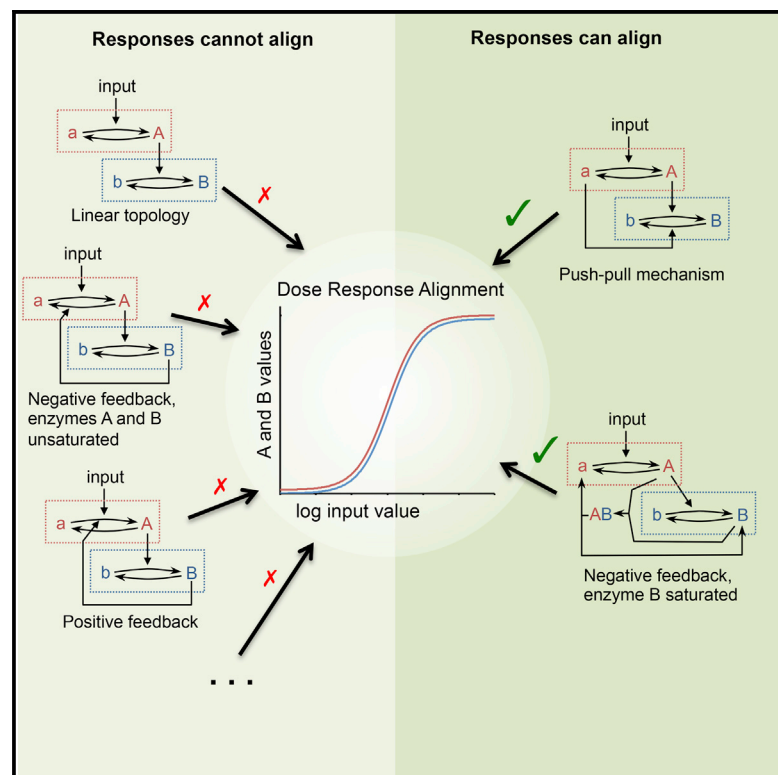 Responses cannot align
Responses can align
input
a A
b B
Linear topology
✗
input
a A
b B
Negative feedback,
enzymes A and B
unsaturated
✗
input
a A
b B
Positive feedback
✗
✗
. . .
Dose Response Alignment
A and B values
log input value
✓
input
a A
b B
Push-pull mechanism
✓
input
a A
AB b B
Negative feedback,
enzyme B saturated